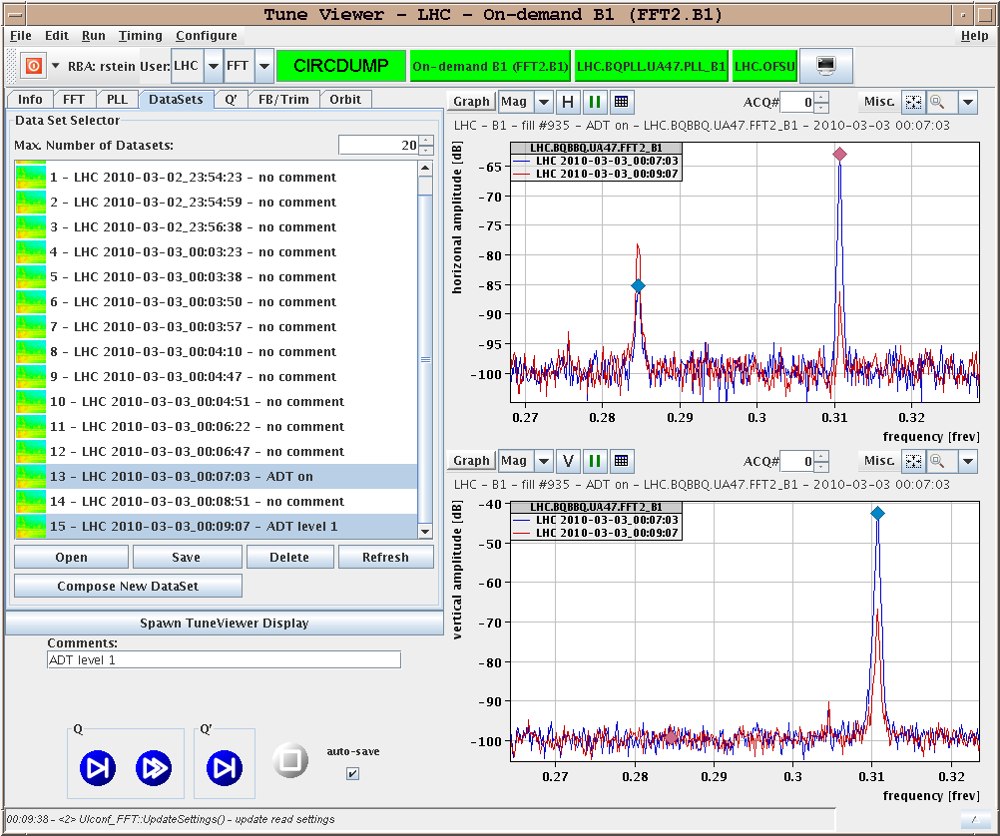 Tune Viewer - LHC - On-demand B1 (FFT2.B1)
File Edit Run Timing Configure Help
RBA: rstein User: LHC FFT CIRCDUMP On-demand B1 (FFT2.B1) LHC.BQPLL.UA47.PLL_B1 LHC.OFSU
Info FFT PLL DataSets Q' FB/Trim Orbit
Data Set Selector
Max. Number of Datasets: 20
1 - LHC 2010-03-02_23:54:23 - no comment
2 - LHC 2010-03-02_23:54:59 - no comment
3 - LHC 2010-03-02_23:56:38 - no comment
4 - LHC 2010-03-03_00:03:23 - no comment
5 - LHC 2010-03-03_00:03:38 - no comment
6 - LHC 2010-03-03_00:03:50 - no comment
7 - LHC 2010-03-03_00:03:57 - no comment
8 - LHC 2010-03-03_00:04:10 - no comment
9 - LHC 2010-03-03_00:04:47 - no comment
10 - LHC 2010-03-03_00:04:51 - no comment
11 - LHC 2010-03-03_00:06:22 - no comment
12 - LHC 2010-03-03_00:06:47 - no comment
13 - LHC 2010-03-03_00:07:03 - ADT on
14 - LHC 2010-03-03_00:08:51 - no comment
15 - LHC 2010-03-03_00:09:07 - ADT level 1
Open Save Delete Refresh
Compose New DataSet
Spawn TuneViewer Display
Comments:
ADT level 1
Q Q'
auto-save
Graph Mag H ACQ# 0 Misc.
LHC - B1 - fill #935 - ADT on - LHC.BQBBQ.UA47.FFT2_B1 - 2010-03-03 00:07:03
LHC.BQBBQ.UA47.FFT2_B1
LHC 2010-03-03_00:07:03
LHC 2010-03-03_00:09:07
horizonal amplitude [dB]
-65
-70
-75
-80
-85
-90
-95
-100
0.27 0.28 0.29 0.3 0.31 0.32
frequency [frev]
Graph Mag V ACQ# 0 Misc.
LHC - B1 - fill #935 - ADT on - LHC.BQBBQ.UA47.FFT2_B1 - 2010-03-03 00:07:03
LHC.BQBBQ.UA47.FFT2_B1
LHC 2010-03-03_00:07:03
LHC 2010-03-03_00:09:07
vertical amplitude [dB]
-40
-50
-60
-70
-80
-90
-100
0.27 0.28 0.29 0.3 0.31 0.32
frequency [frev]
00:09:38 - <2> UIconf_FFT::UpdateSettings() - update read settings